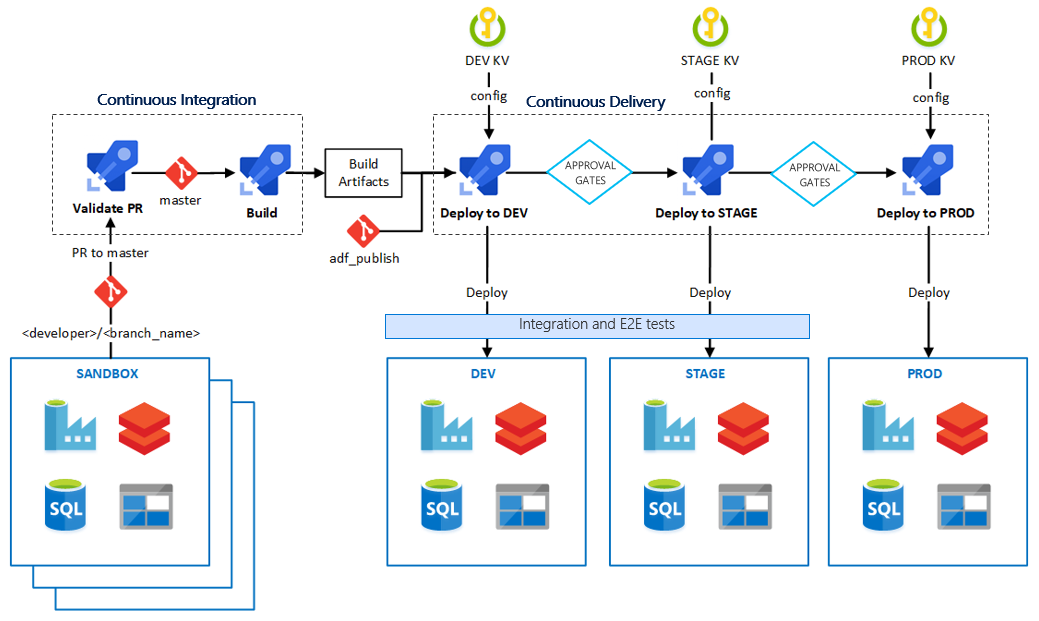 DEV KV
STAGE KV
PROD KV
config
config
config
Continuous Integration
Continuous Delivery
Validate PR
master
Build
Build
Artifacts
adf_publish
Deploy to DEV
APPROVAL
GATES
Deploy to STAGE
APPROVAL
GATES
Deploy to PROD
PR to master
<developer>/<branch_name>
Deploy
Deploy
Deploy
Integration and E2E tests
SANDBOX
SQL
DEV
SQL
STAGE
SQL
PROD
SQL